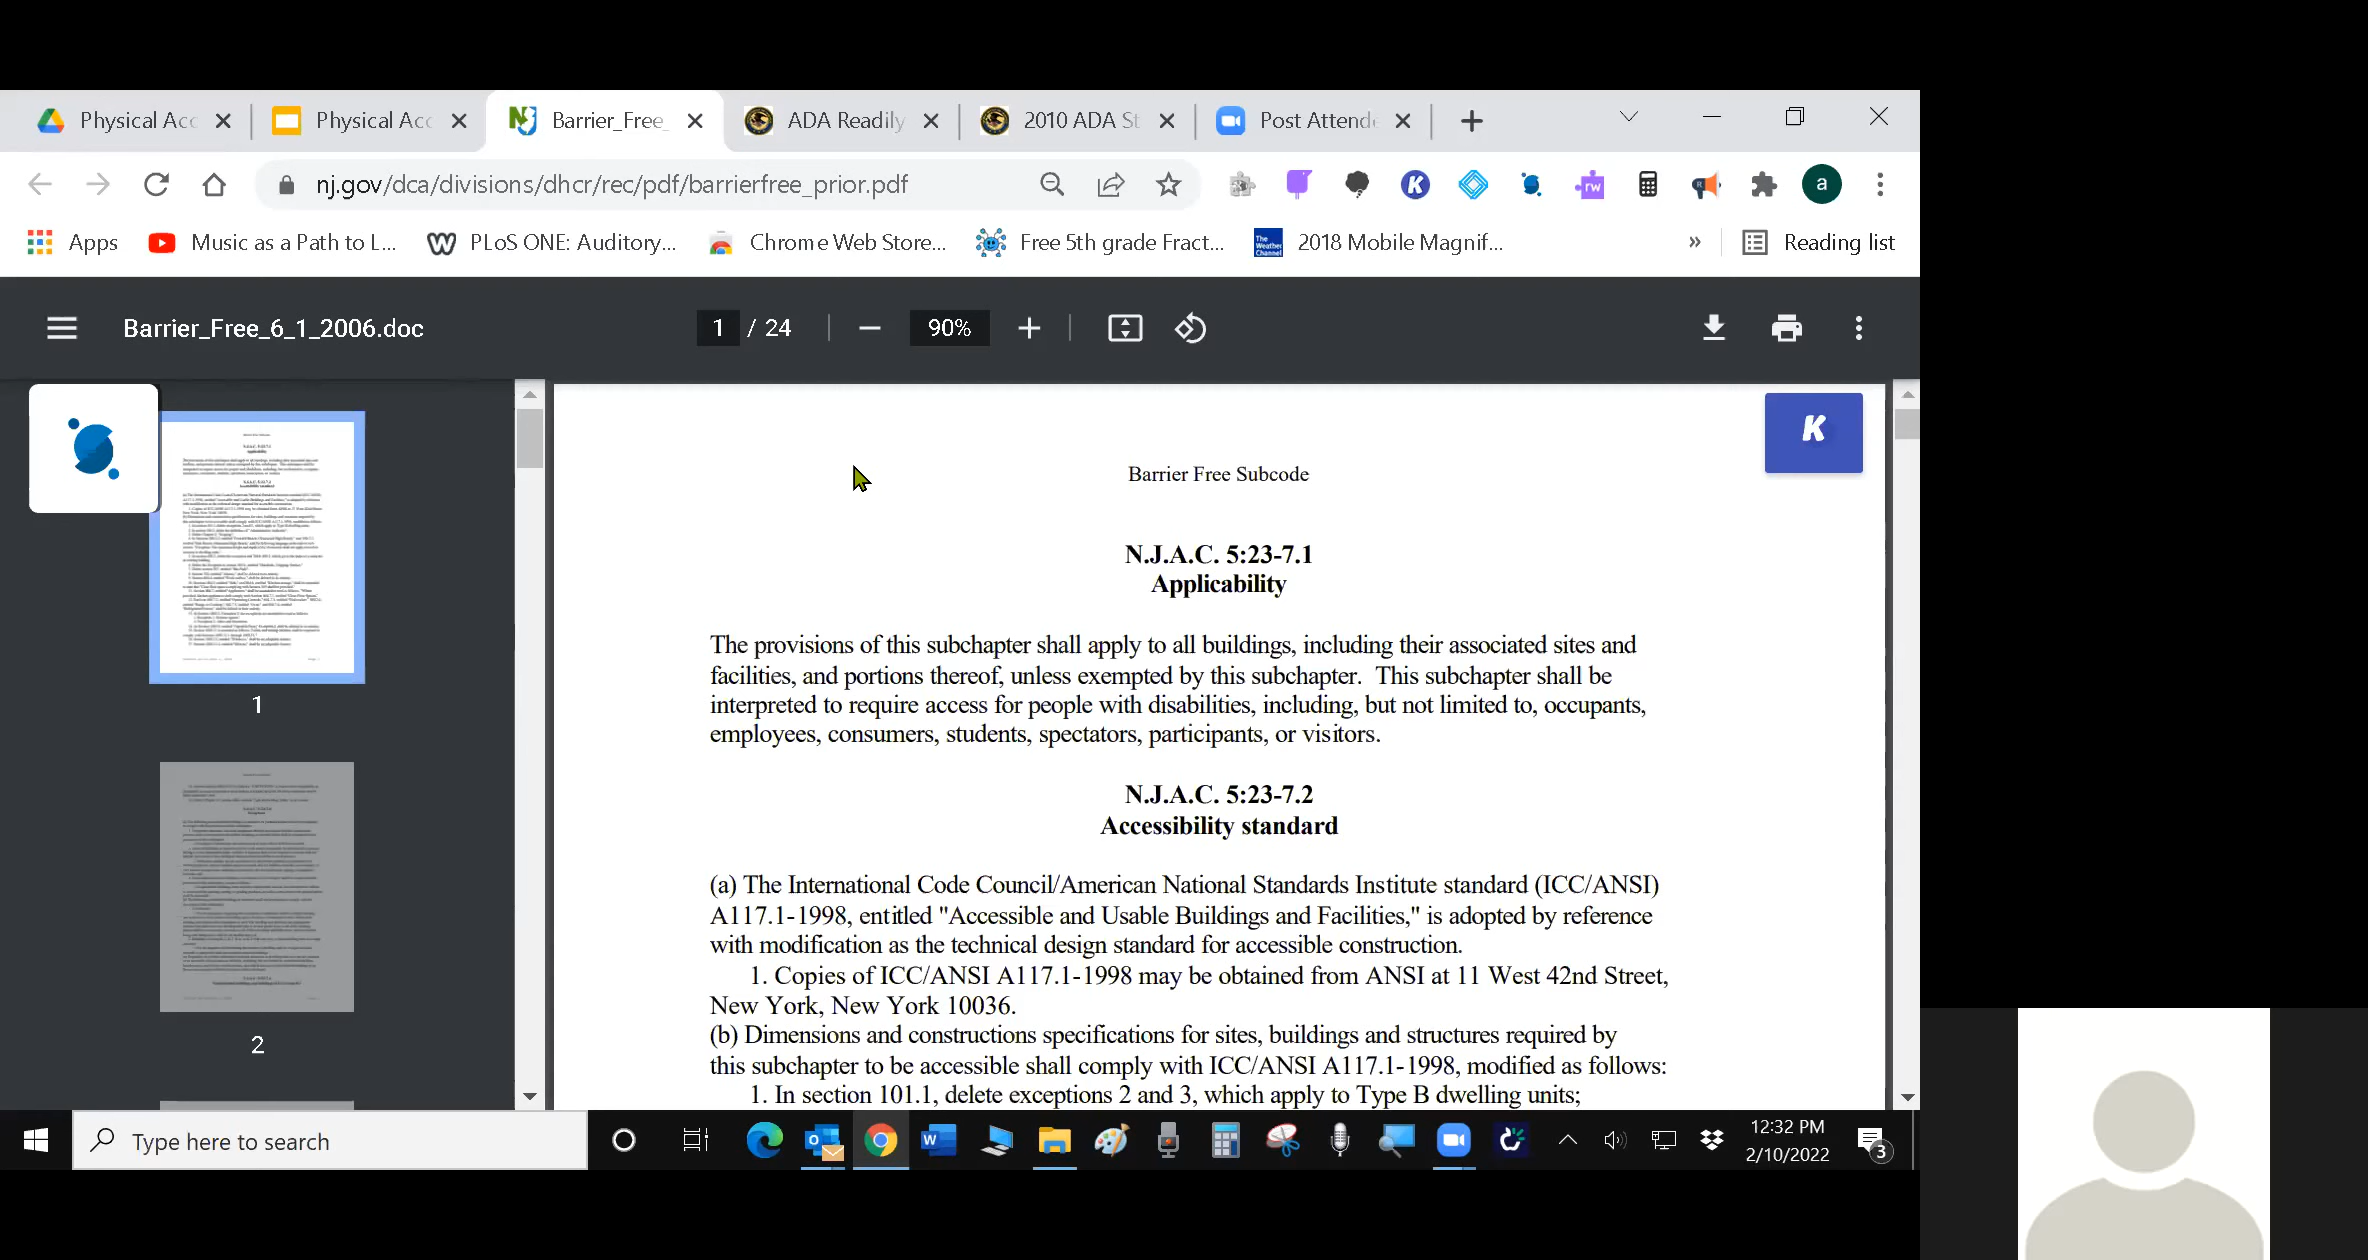 Physical Acc
Physical Acc
Barrier_Free_
ADA Readily
2010 ADA St
Post Attende
nj.gov/dca/divisions/dhcr/rec/pdf/barrierfree_prior.pdf
K
rw
R
a
Apps
Music as a Path to L...
PLoS ONE: Auditory...
Chrome Web Store...
Free 5th grade Fract...
The Weather Channel
2018 Mobile Magnif...
»
Reading list
Barrier_Free_6_1_2006.doc
1 / 24
90%
K
Barrier Free Subcode
N.J.A.C. 5:23-7.1
Applicability
The provisions of this subchapter shall apply to all buildings, including their associated sites and
facilities, and portions thereof, unless exempted by this subchapter. This subchapter shall be
interpreted to require access for people with disabilities, including, but not limited to, occupants,
employees, consumers, students, spectators, participants, or visitors.
N.J.A.C. 5:23-7.2
Accessibility standard
(a) The International Code Council/American National Standards Institute standard (ICC/ANSI)
A117.1-1998, entitled "Accessible and Usable Buildings and Facilities," is adopted by reference
with modification as the technical design standard for accessible construction.
1. Copies of ICC/ANSI A117.1-1998 may be obtained from ANSI at 11 West 42nd Street,
New York, New York 10036.
(b) Dimensions and constructions specifications for sites, buildings and structures required by
this subchapter to be accessible shall comply with ICC/ANSI A117.1-1998, modified as follows:
1. In section 101.1, delete exceptions 2 and 3, which apply to Type B dwelling units;
1
2
Type here to search
12:32 PM
2/10/2022
3